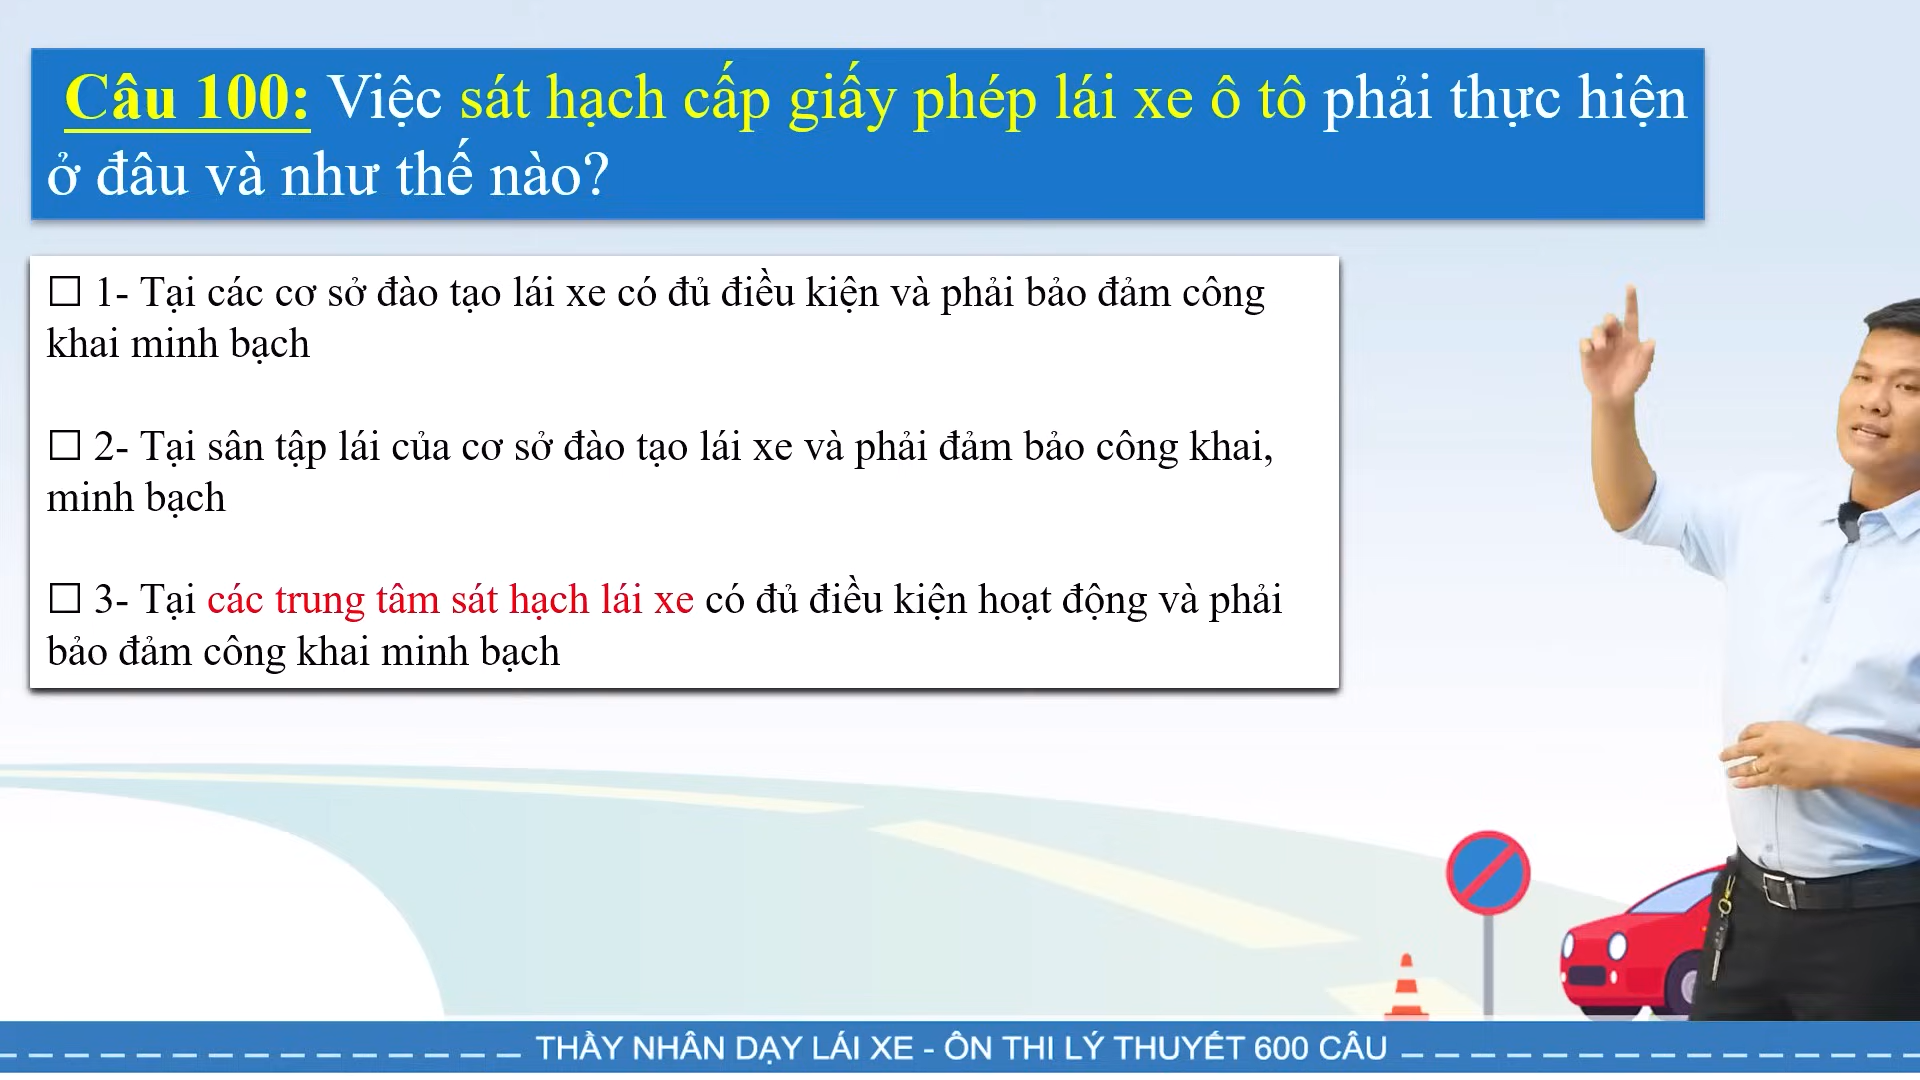 Câu 100: Việc sát hạch cấp giấy phép lái xe ô tô phải thực hiện
ở đâu và như thế nào?
☐ 1- Tại các cơ sở đào tạo lái xe có đủ điều kiện và phải bảo đảm công
khai minh bạch
☐ 2- Tại sân tập lái của cơ sở đào tạo lái xe và phải đảm bảo công khai,
minh bạch
☐ 3- Tại các trung tâm sát hạch lái xe có đủ điều kiện hoạt động và phải
bảo đảm công khai minh bạch
THẦY NHÂN DẠY LÁI XE - ÔN THI LÝ THUYẾT 600 CÂU